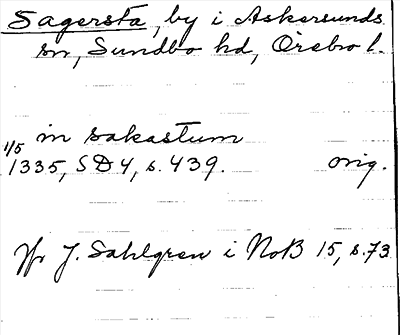 Sagersta, by i Askersunds
sn, Sundbo hd, Örebro l.
in sakastum
1/5 1335, SD 4, s. 439. orig.
Jfr J. Sahlgren i NoB 15, s. 73